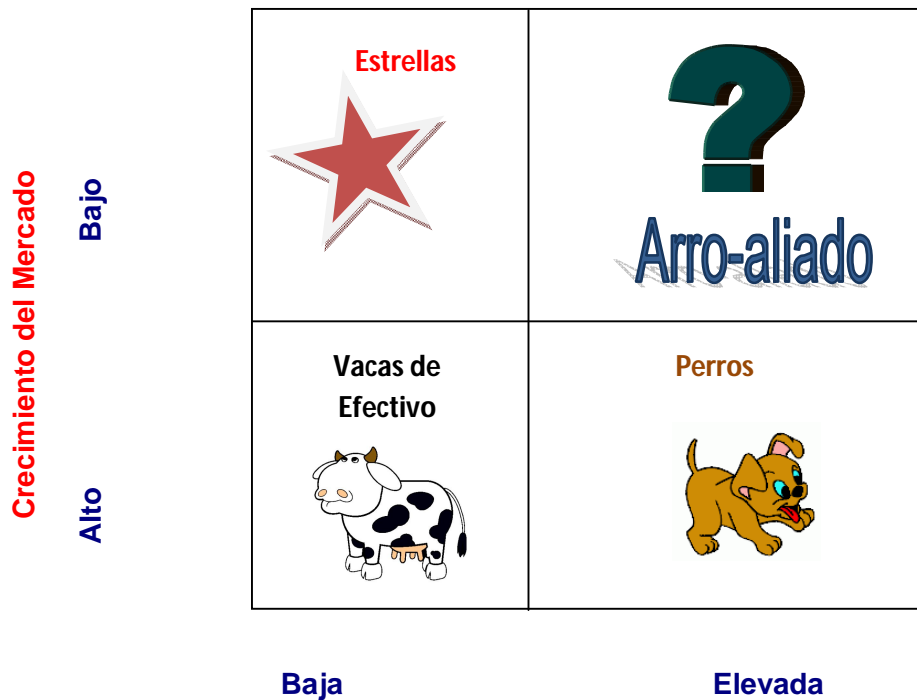 Estrellas
?
Arro-aliado
Crecimiento del Mercado
Bajo
Vacas de
Efectivo
Perros
Alto
Baja
Elevada